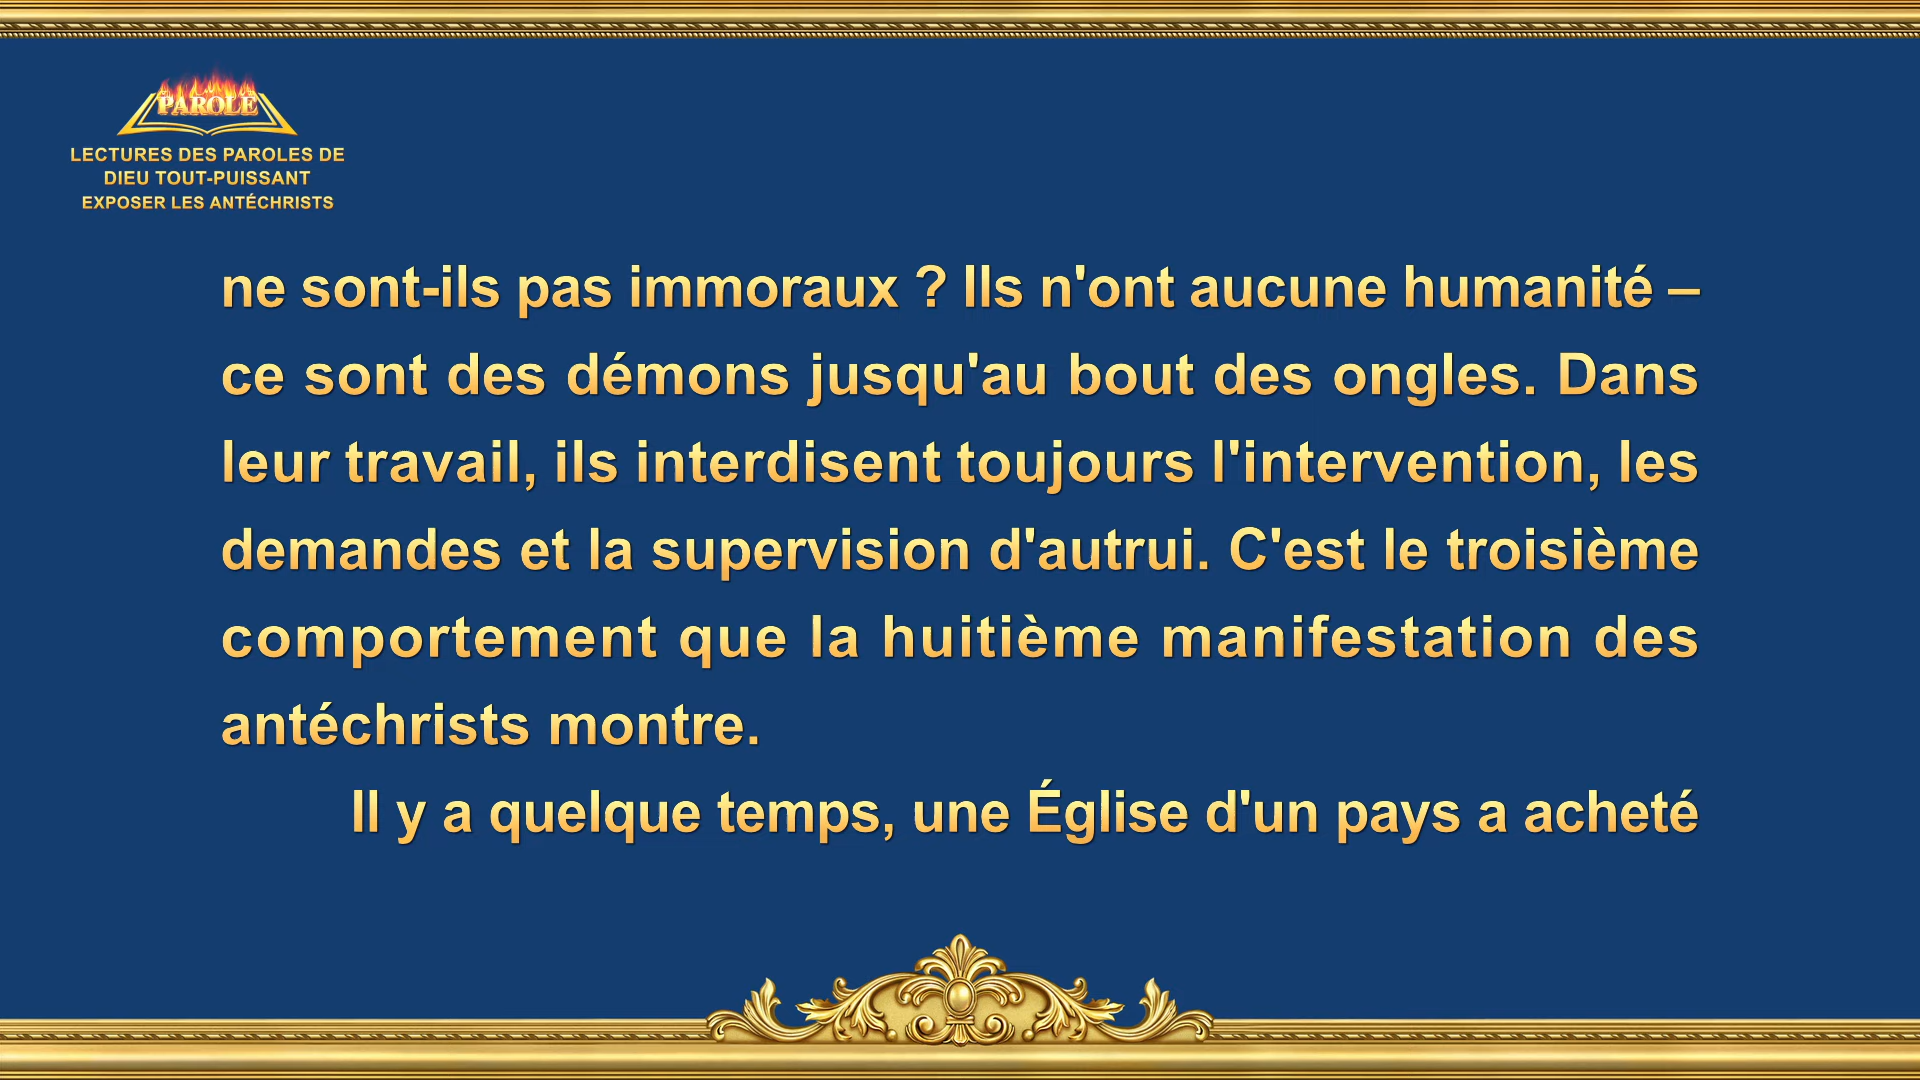 PAROLE
LECTURES DES PAROLES DE
DIEU TOUT-PUISSANT
EXPOSER LES ANTÉCHRISTS
ne sont-ils pas immoraux ? Ils n'ont aucune humanité –
ce sont des démons jusqu'au bout des ongles. Dans
leur travail, ils interdisent toujours l'intervention, les
demandes et la supervision d'autrui. C'est le troisième
comportement que la huitième manifestation des
antéchrists montre.
Il y a quelque temps, une Église d'un pays a acheté